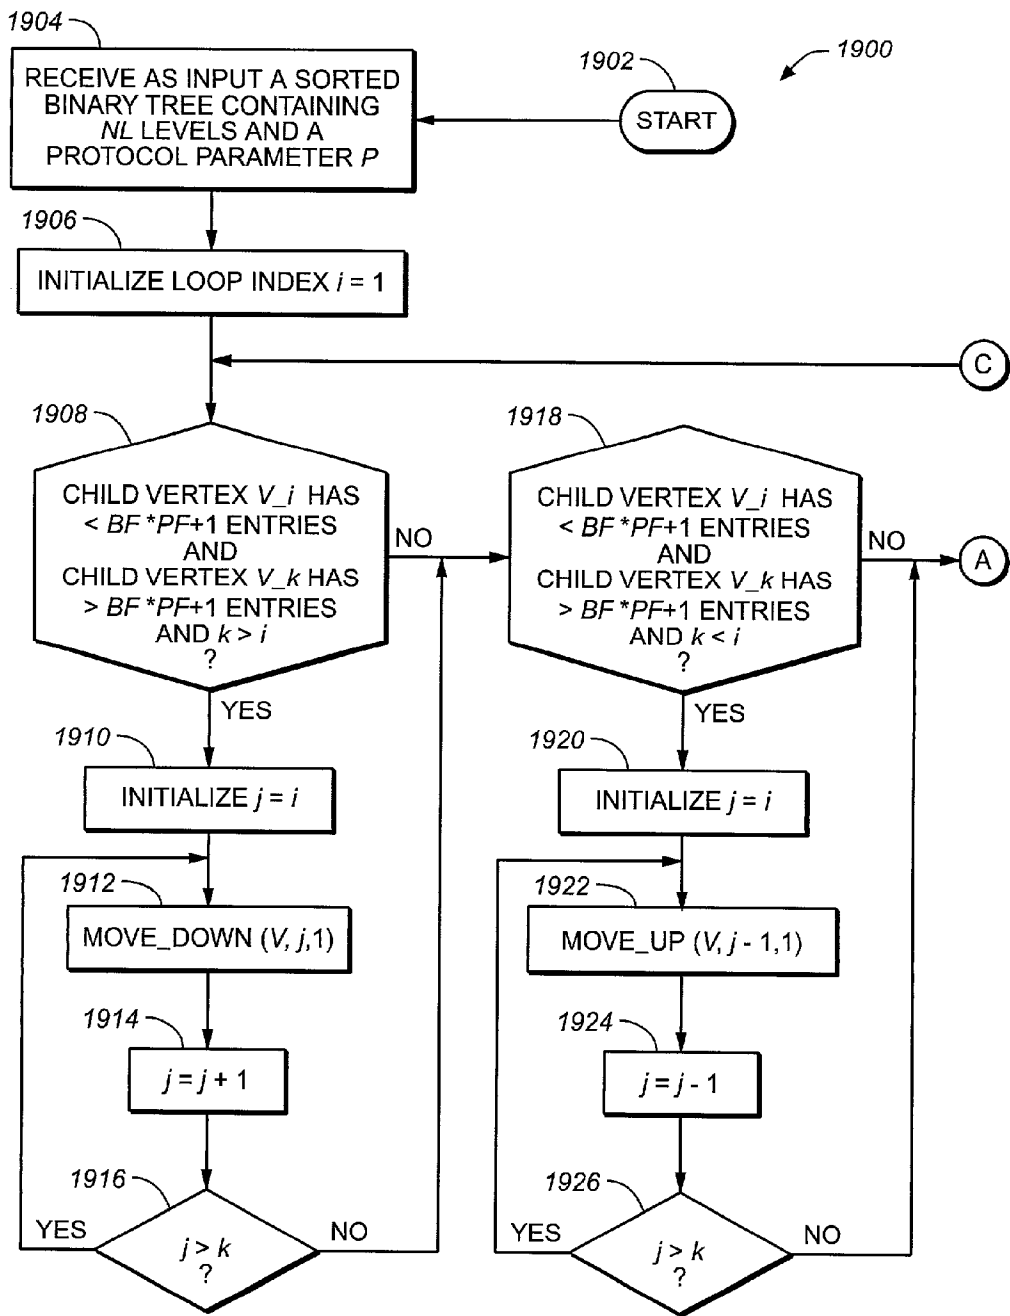 1904
RECEIVE AS INPUT A SORTED
BINARY TREE CONTAINING
NL LEVELS AND A
PROTOCOL PARAMETER P
1902
START
1900
1906
INITIALIZE LOOP INDEX i = 1
C
1908
CHILD VERTEX V_i HAS
< BF *PF+1 ENTRIES
AND
CHILD VERTEX V_k HAS
> BF *PF+1 ENTRIES
AND k > i
?
NO
YES
1918
CHILD VERTEX V_i HAS
< BF *PF+1 ENTRIES
AND
CHILD VERTEX V_k HAS
> BF *PF+1 ENTRIES
AND k < i
?
NO
YES
A
1910
INITIALIZE j = i
1912
MOVE_DOWN (V, j,1)
1914
j = j + 1
1916
j > k
?
YES
NO
1920
INITIALIZE j = i
1922
MOVE_UP (V, j - 1,1)
1924
j = j - 1
1926
j > k
?
YES
NO